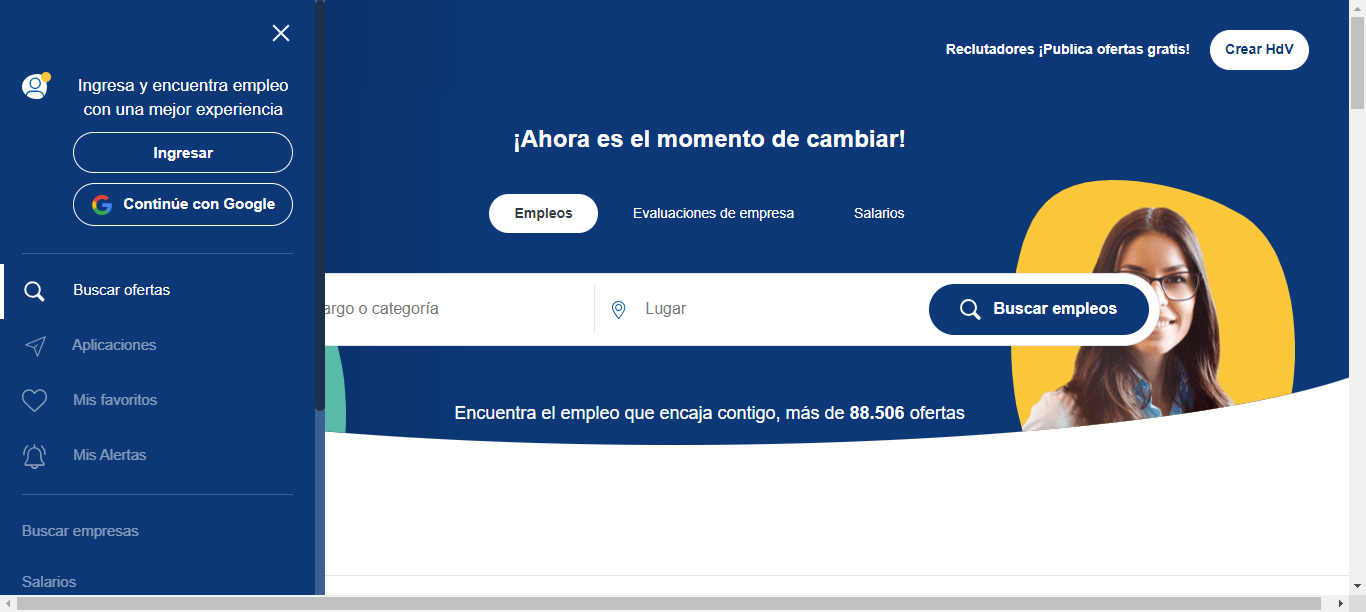 Ingresa y encuentra empleo
con una mejor experiencia
Ingresar
Continúe con Google
Buscar ofertas
Aplicaciones
Mis favoritos
Mis Alertas
Buscar empresas
Salarios
Reclutadores ¡Publica ofertas gratis!
Crear HdV
¡Ahora es el momento de cambiar!
Empleos
Evaluaciones de empresa
Salarios
argo o categoría
Lugar
Buscar empleos
Encuentra el empleo que encaja contigo, más de 88.506 ofertas